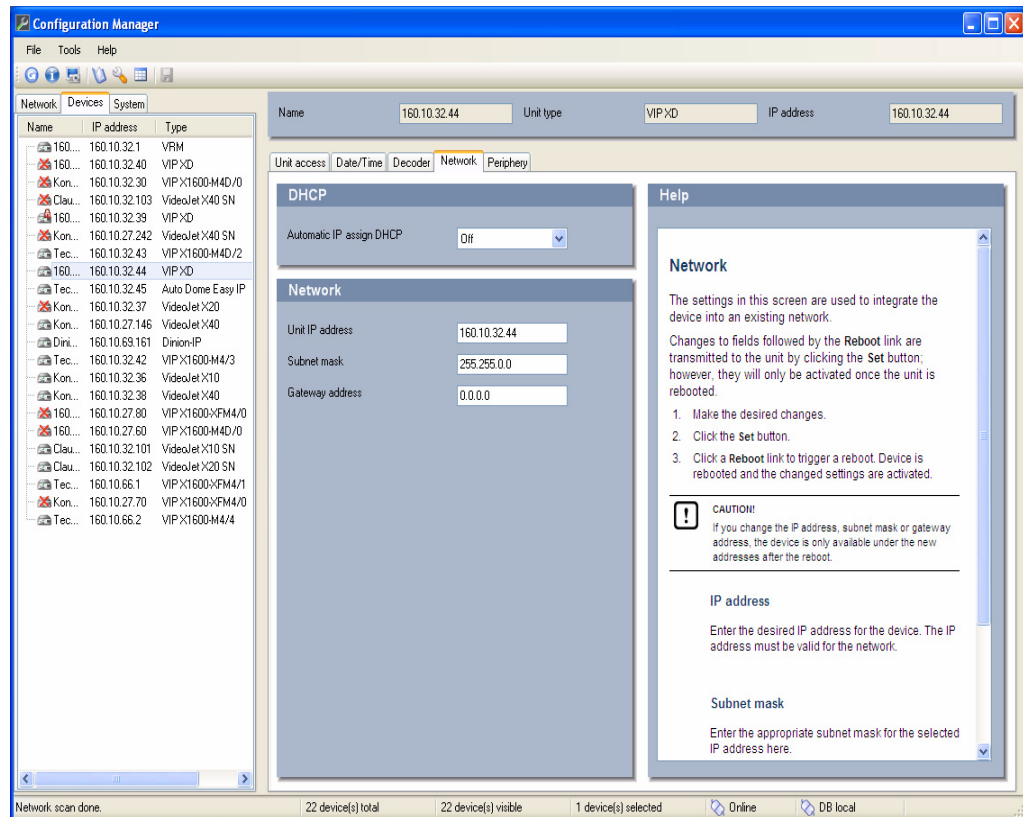 Configuration Manager
File Tools Help
Network Devices System
Name IP address Type
160.... 160.10.32.1 VRM
160.... 160.10.32.40 VIP XD
Kon... 160.10.32.30 VIP X1600-M4D/0
Clau... 160.10.32.103 VideoJet X40 SN
160.... 160.10.32.39 VIP XD
Kon... 160.10.27.242 VideoJet X40 SN
Tec... 160.10.32.43 VIP X1600-M4D/2
160.... 160.10.32.44 VIP XD
Tec... 160.10.32.45 Auto Dome Easy IP
Kon... 160.10.32.37 VideoJet X20
Kon... 160.10.27.146 VideoJet X40
Dini... 160.10.69.161 Dinion-IP
Tec... 160.10.32.42 VIP X1600-M4/3
Kon... 160.10.32.36 VideoJet X10
Kon... 160.10.32.38 VideoJet X40
160.... 160.10.27.80 VIP X1600-XFM4/0
160.... 160.10.27.60 VIP X1600-M4D/0
Clau... 160.10.32.101 VideoJet X10 SN
Clau... 160.10.32.102 VideoJet X20 SN
Tec... 160.10.66.1 VIP X1600-XFM4/1
Kon... 160.10.27.70 VIP X1600-XFM4/0
Tec... 160.10.66.2 VIP X1600-M4/4
Name 160.10.32.44 Unit type VIP XD IP address 160.10.32.44
Unit access Date/Time Decoder Network Periphery
DHCP
Automatic IP assign DHCP Off
Network
Unit IP address 160.10.32.44
Subnet mask 255.255.0.0
Gateway address 0.0.0.0
Help
Network
The settings in this screen are used to integrate the
device into an existing network.
Changes to fields followed by the Reboot link are
transmitted to the unit by clicking the Set button;
however, they will only be activated once the unit is
rebooted.
1. Make the desired changes.
2. Click the Set button.
3. Click a Reboot link to trigger a reboot. Device is
rebooted and the changed settings are activated.
CAUTION!
If you change the IP address, subnet mask or gateway
address, the device is only available under the new
addresses after the reboot.
IP address
Enter the desired IP address for the device. The IP
address must be valid for the network.
Subnet mask
Enter the appropriate subnet mask for the selected
IP address here.
Network scan done. 22 device(s) total 22 device(s) visible 1 device(s) selected Online DB local